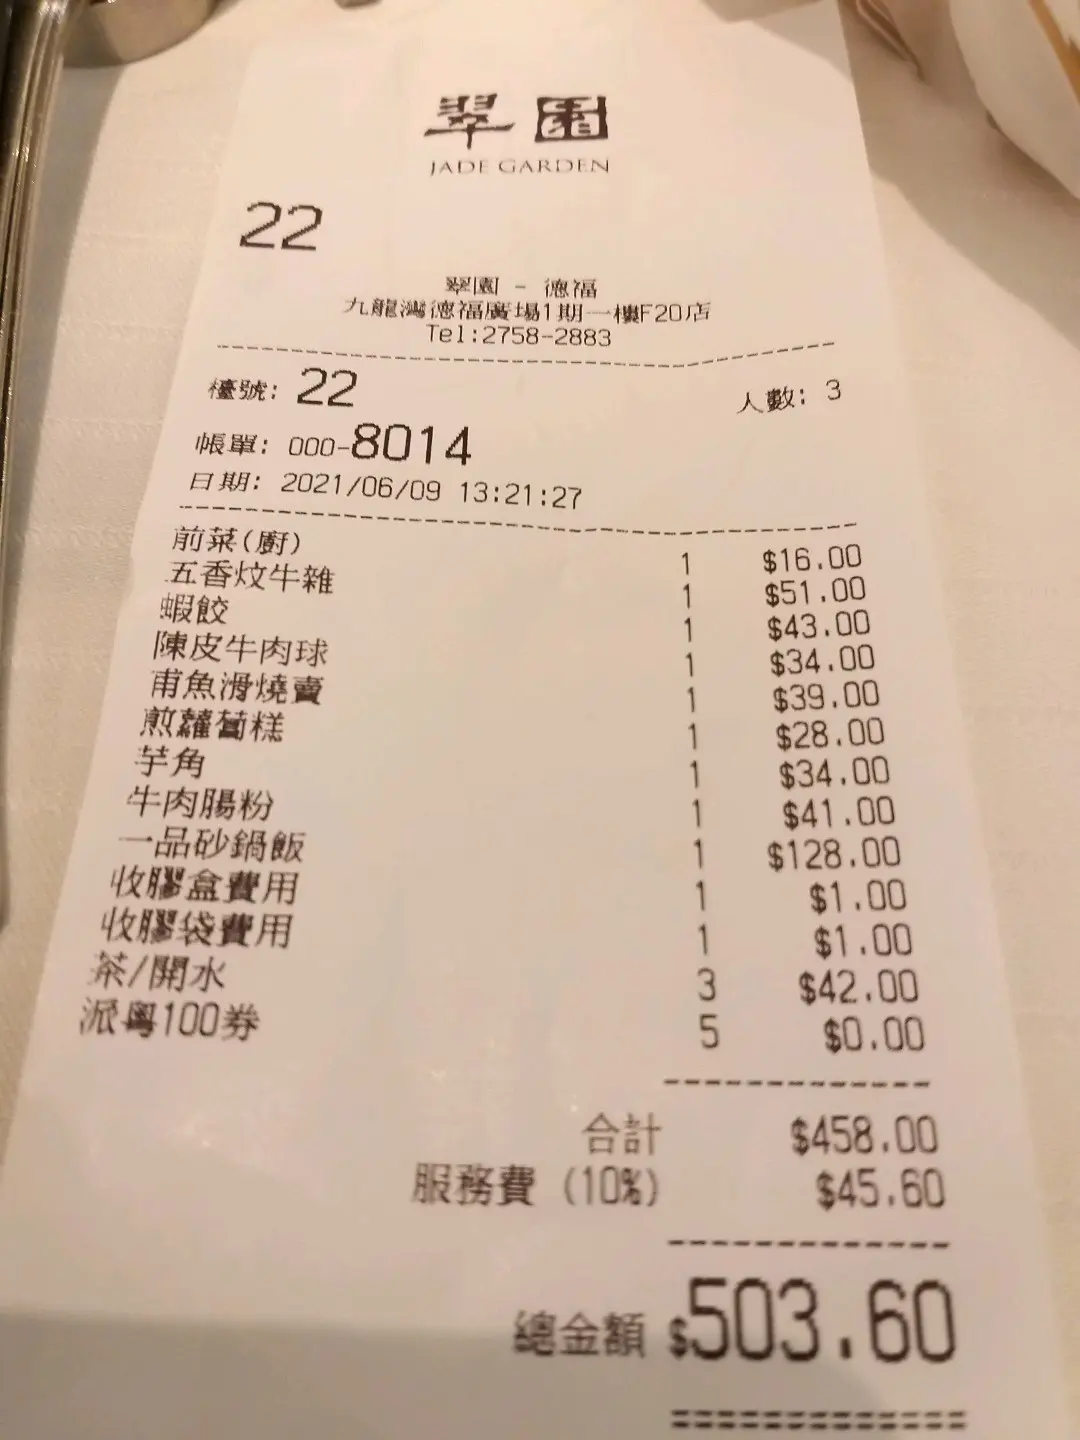 翠園
JADE GARDEN
22
翠園 - 德福
九龍灣德福廣場1期一樓F20店
Tel:2758-2883
檯號: 22 人數: 3
帳單: 000-8014
日期: 2021/06/09 13:21:27
前菜(廚) 1 $16.00
五香炆牛雜 1 $51.00
蝦餃 1 $43.00
陳皮牛肉球 1 $34.00
甫魚滑燒賣 1 $39.00
煎蘿蔔糕 1 $28.00
芋角 1 $34.00
牛肉腸粉 1 $41.00
一品砂鍋飯 1 $128.00
收膠盒費用 1 $1.00
收膠袋費用 1 $1.00
茶/開水 3 $42.00
派粵100券 5 $0.00
合計 $458.00
服務費 (10%) $45.60
總金額 $503.60